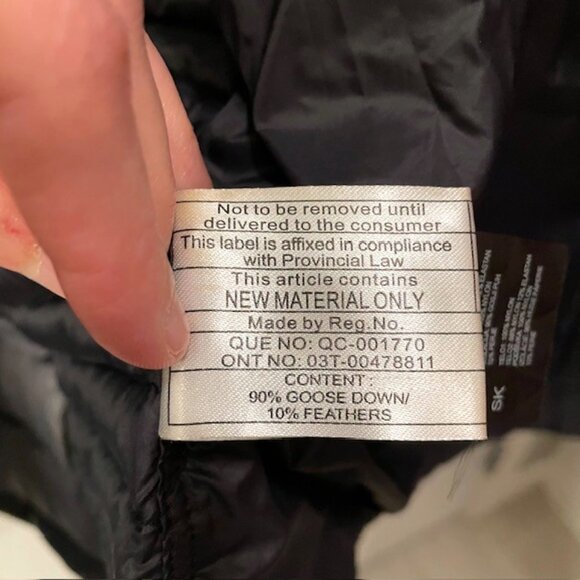 Not to be removed until
delivered to the consumer
This label is affixed in compliance
with Provincial Law
This article contains
NEW MATERIAL ONLY
Made by Reg.No.
QUE NO: QC-001770
ONT NO: 03T-00478811
CONTENT :
90% GOOSE DOWN/
10% FEATHERS
SK